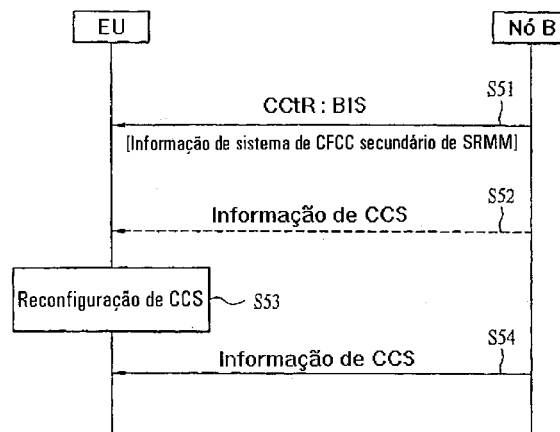 EU
Nó B
S51
CCtR : BIS
[Informação de sistema de CFCC secundário de SRMM]
S52
Informação de CCS
Reconfiguração de CCS
S53
S54
Informação de CCS